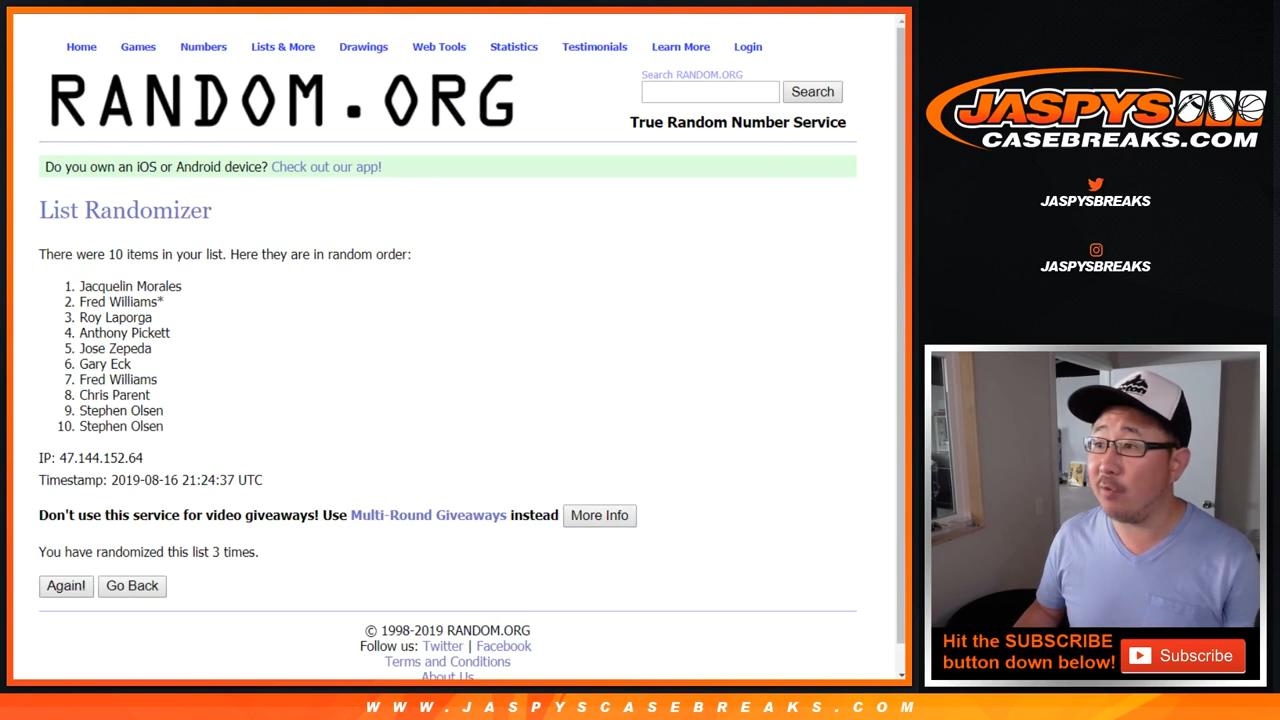 Home Games Numbers Lists & More Drawings Web Tools Statistics Testimonials Learn More Login
RANDOM.ORG
Search RANDOM.ORG
Search
True Random Number Service
Do you own an iOS or Android device? Check out our app!
List Randomizer
There were 10 items in your list. Here they are in random order:
1. Jacquelin Morales
2. Fred Williams*
3. Roy Laporga
4. Anthony Pickett
5. Jose Zepeda
6. Gary Eck
7. Fred Williams
8. Chris Parent
9. Stephen Olsen
10. Stephen Olsen
IP: 47.144.152.64
Timestamp: 2019-08-16 21:24:37 UTC
Don't use this service for video giveaways! Use Multi-Round Giveaways instead More Info
You have randomized this list 3 times.
Again! Go Back
© 1998-2019 RANDOM.ORG
Follow us: Twitter | Facebook
Terms and Conditions
About Us
JASPYS
CASEBREAKS.COM
JASPYSBREAKS
JASPYSBREAKS
Hit the SUBSCRIBE
button down below!
Subscribe
WWW.JASPYSCASEBREAKS.COM